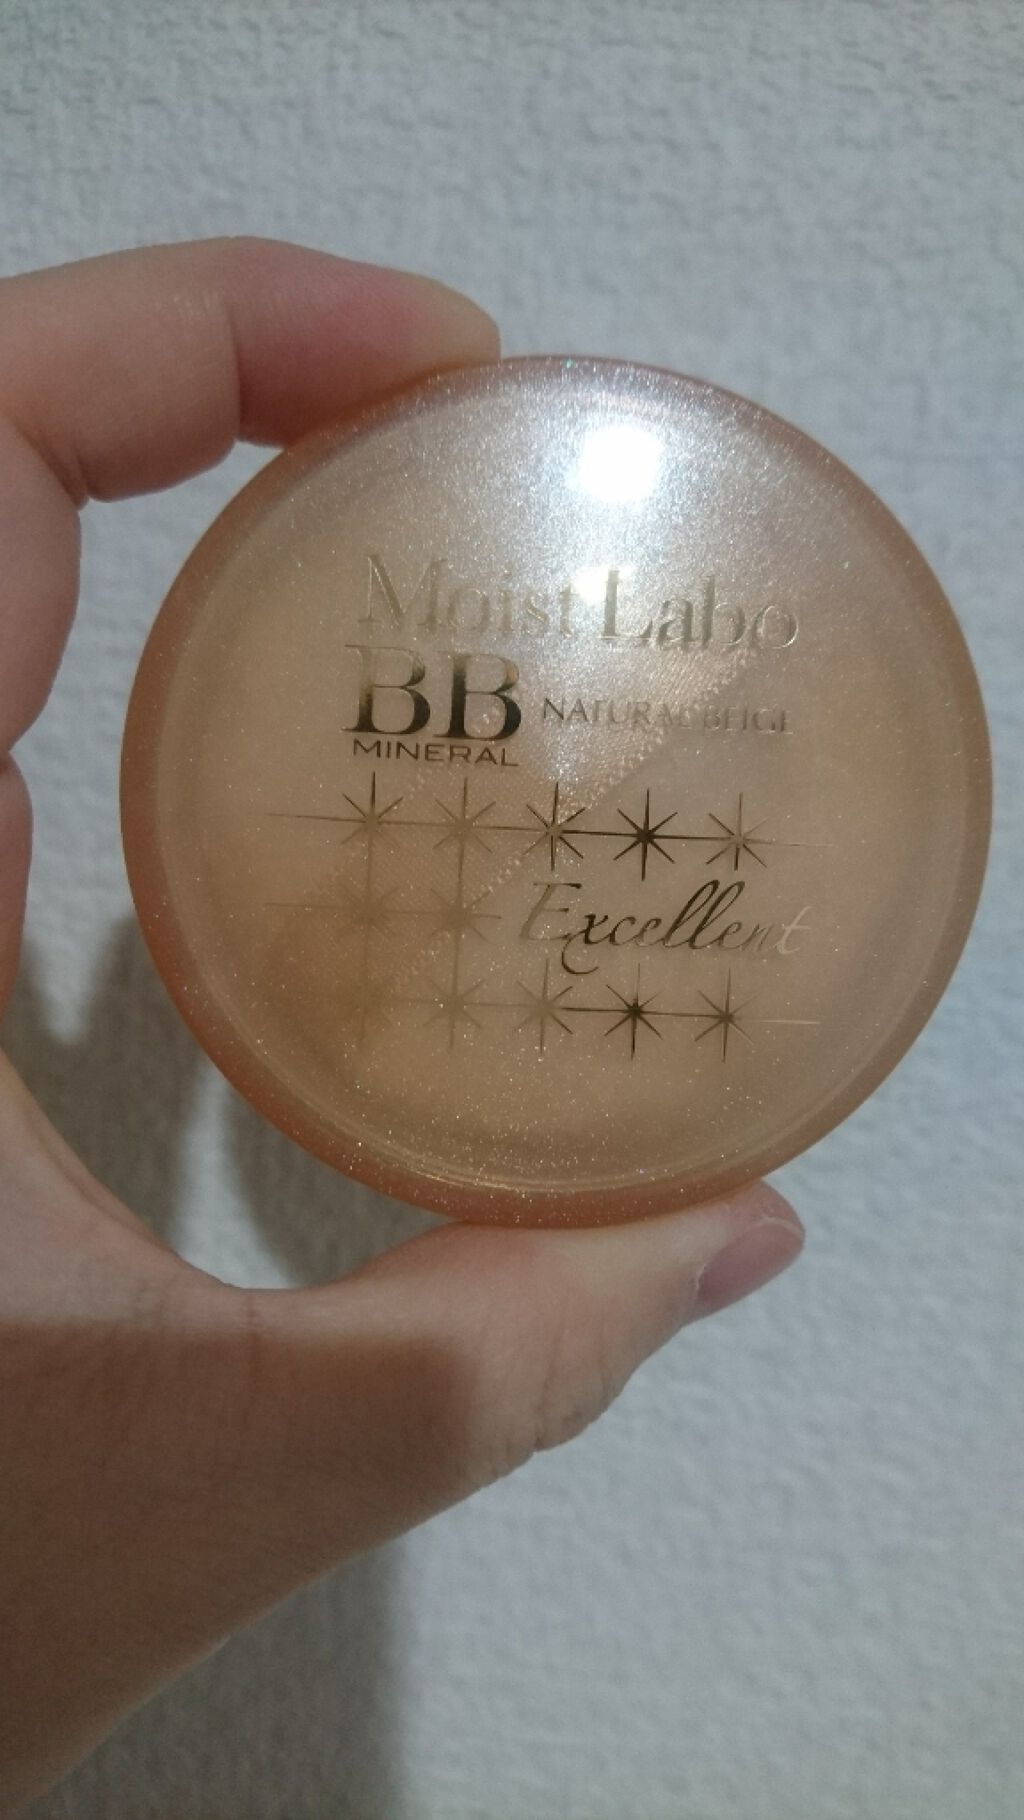 Moist Labo
BB NATURAL BEIGE
MINERAL
Excellent